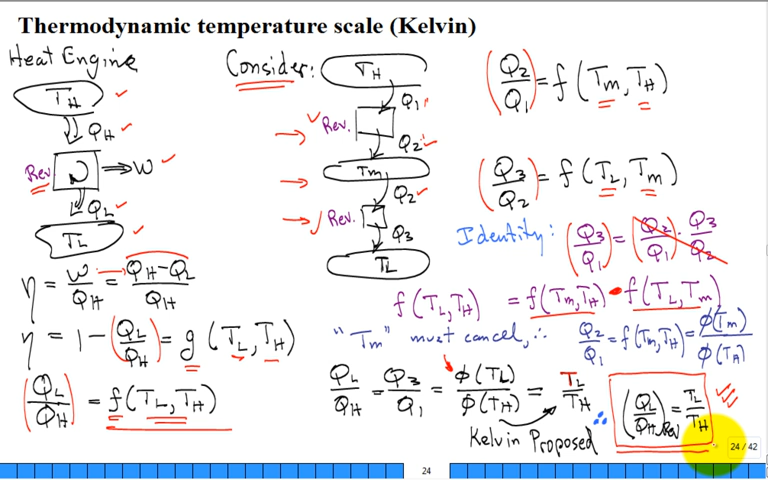 Thermodynamic temperature scale (Kelvin)
Heat Engine
TH
QH
Rev W
QL
TL
η = W/QH = (QH-QL)/QH
η = 1-(QL/QH) = g (TL, TH)
(QL/QH) = f(TL, TH)
Consider:
TH
Q1
Rev.
Q2
Tm
Q2
Rev.
Q3
TL
(Q2/Q1) = f (Tm, TH)
(Q3/Q2) = f (TL, Tm)
Identity: (Q3/Q1) = (Q2/Q1) · Q3/Q2
f(TL, TH) = f(Tm, TH) • f(TL, Tm)
"Tm" must cancel, ∴ Q2/Q1 = f(Tm, TH) = φ(Tm)/φ(TH)
QL/QH = Q3/Q1 = φ(TL)/φ(TH) = TL/TH
Kelvin Proposed
∴ (QL/QH)Rev = TL/TH
24 / 42
24